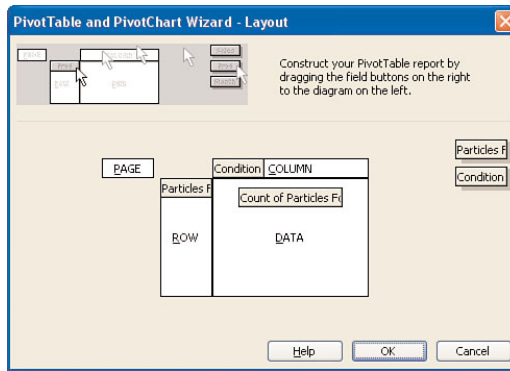 PivotTable and PivotChart Wizard - Layout
Construct your PivotTable report by
dragging the field buttons on the right
to the diagram on the left.
PAGE
Condition
COLUMN
Particles F
Count of Particles Fo
ROW
DATA
Particles F
Condition
Help
OK
Cancel